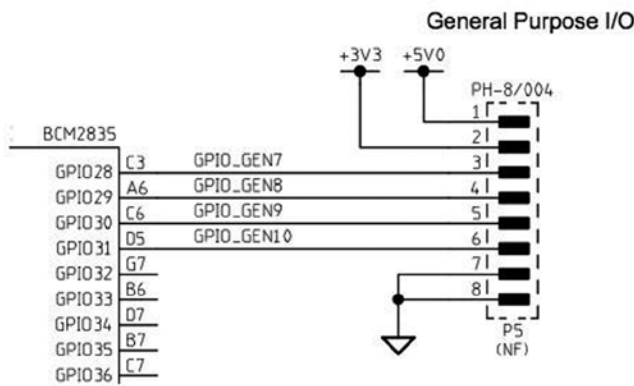 General Purpose I/O
+3V3 +5V0
PH-8/004
1
BCM2835
2
GPIO28 C3 GPIO_GEN7 3
GPIO29 A6 GPIO_GEN8 4
GPIO30 C6 GPIO_GEN9 5
GPIO31 D5 GPIO_GEN10 6
GPIO32 G7 7
GPIO33 B6 8
GPIO34 D7
P5
GPIO35 B7
(NF)
GPIO36 C7